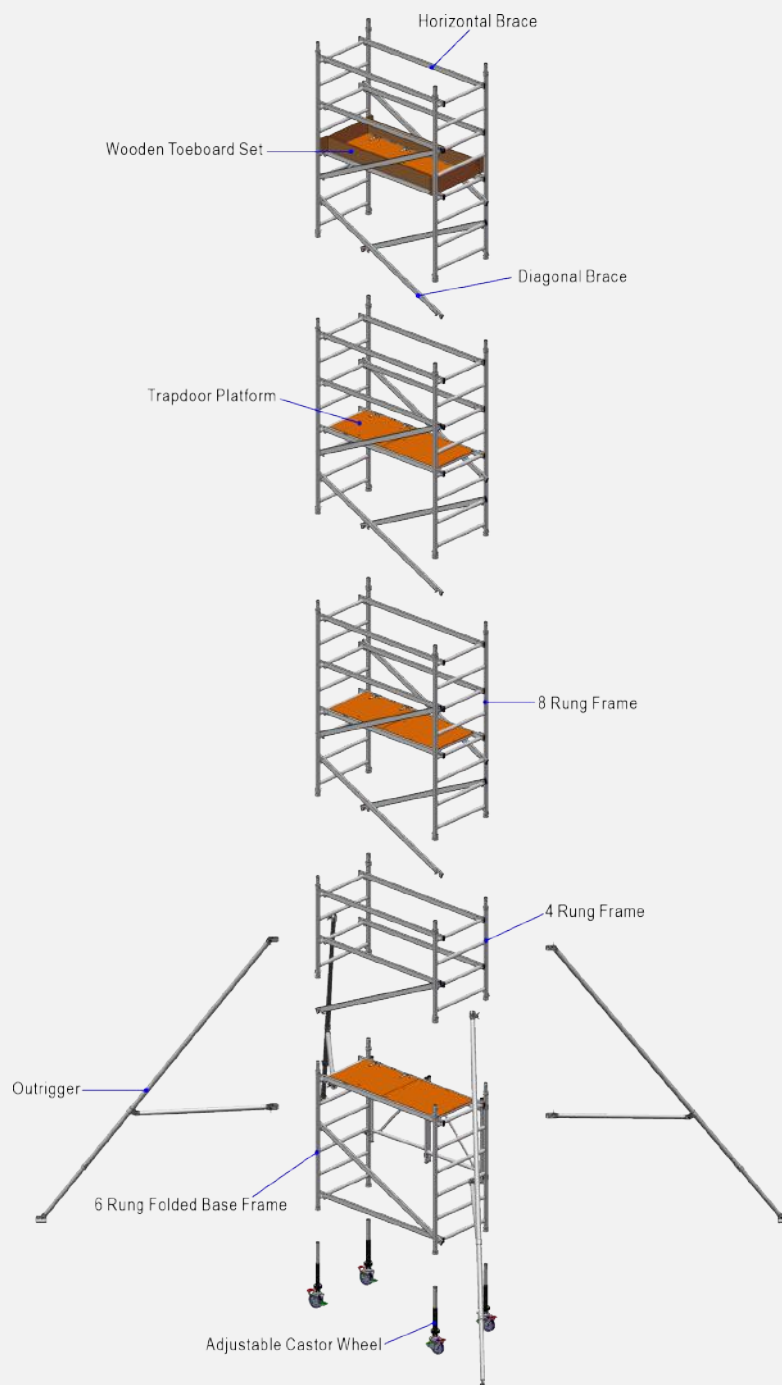 Horizontal Brace
Wooden Toeboard Set
Diagonal Brace
Trapdoor Platform
8 Rung Frame
4 Rung Frame
Outrigger
6 Rung Folded Base Frame
Adjustable Castor Wheel